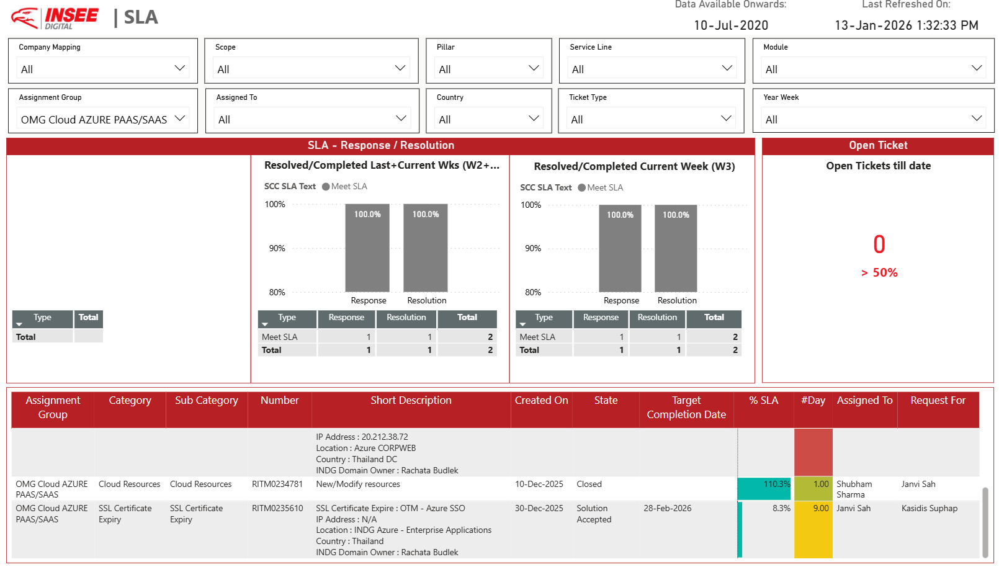 INSEE
DIGITAL
| SLA
Data Available Onwards:
10-Jul-2020
Last Refreshed On:
13-Jan-2026 1:32:33 PM
Company Mapping
All
Scope
All
Pillar
All
Service Line
All
Module
All
Assignment Group
OMG Cloud AZURE PAAS/SAAS
Assigned To
All
Country
All
Ticket Type
All
Year Week
All
SLA - Response / Resolution
Type Total
Total
Resolved/Completed Last+Current Wks (W2+...
SCC SLA Text Meet SLA
100%
90%
80%
100.0% 100.0%
Response Resolution
Type Response Resolution Total
Meet SLA 1 1 2
Total 1 1 2
Resolved/Completed Current Week (W3)
SCC SLA Text Meet SLA
100%
90%
80%
100.0% 100.0%
Response Resolution
Type Response Resolution Total
Meet SLA 1 1 2
Total 1 1 2
Open Ticket
Open Tickets till date
0
> 50%
Assignment Group Category Sub Category Number Short Description Created On State Target Completion Date % SLA #Day Assigned To Request For
IP Address : 20.212.38.72
Location : Azure CORPWEB
Country : Thailand DC
INDG Domain Owner : Rachata Budlek
OMG Cloud AZURE PAAS/SAAS Cloud Resources Cloud Resources RITM0234781 New/Modify resources 10-Dec-2025 Closed 110.3% 1.00 Shubham Sharma Janvi Sah
OMG Cloud AZURE PAAS/SAAS SSL Certificate Expiry SSL Certificate Expiry RITM0235610 SSL Certificate Expire : OTM - Azure SSO
IP Address : N/A
Location : INDG Azure - Enterprise Applications
Country : Thailand
INDG Domain Owner : Rachata Budlek
30-Dec-2025 Solution Accepted 28-Feb-2026 8.3% 9.00 Janvi Sah Kasidis Suphap